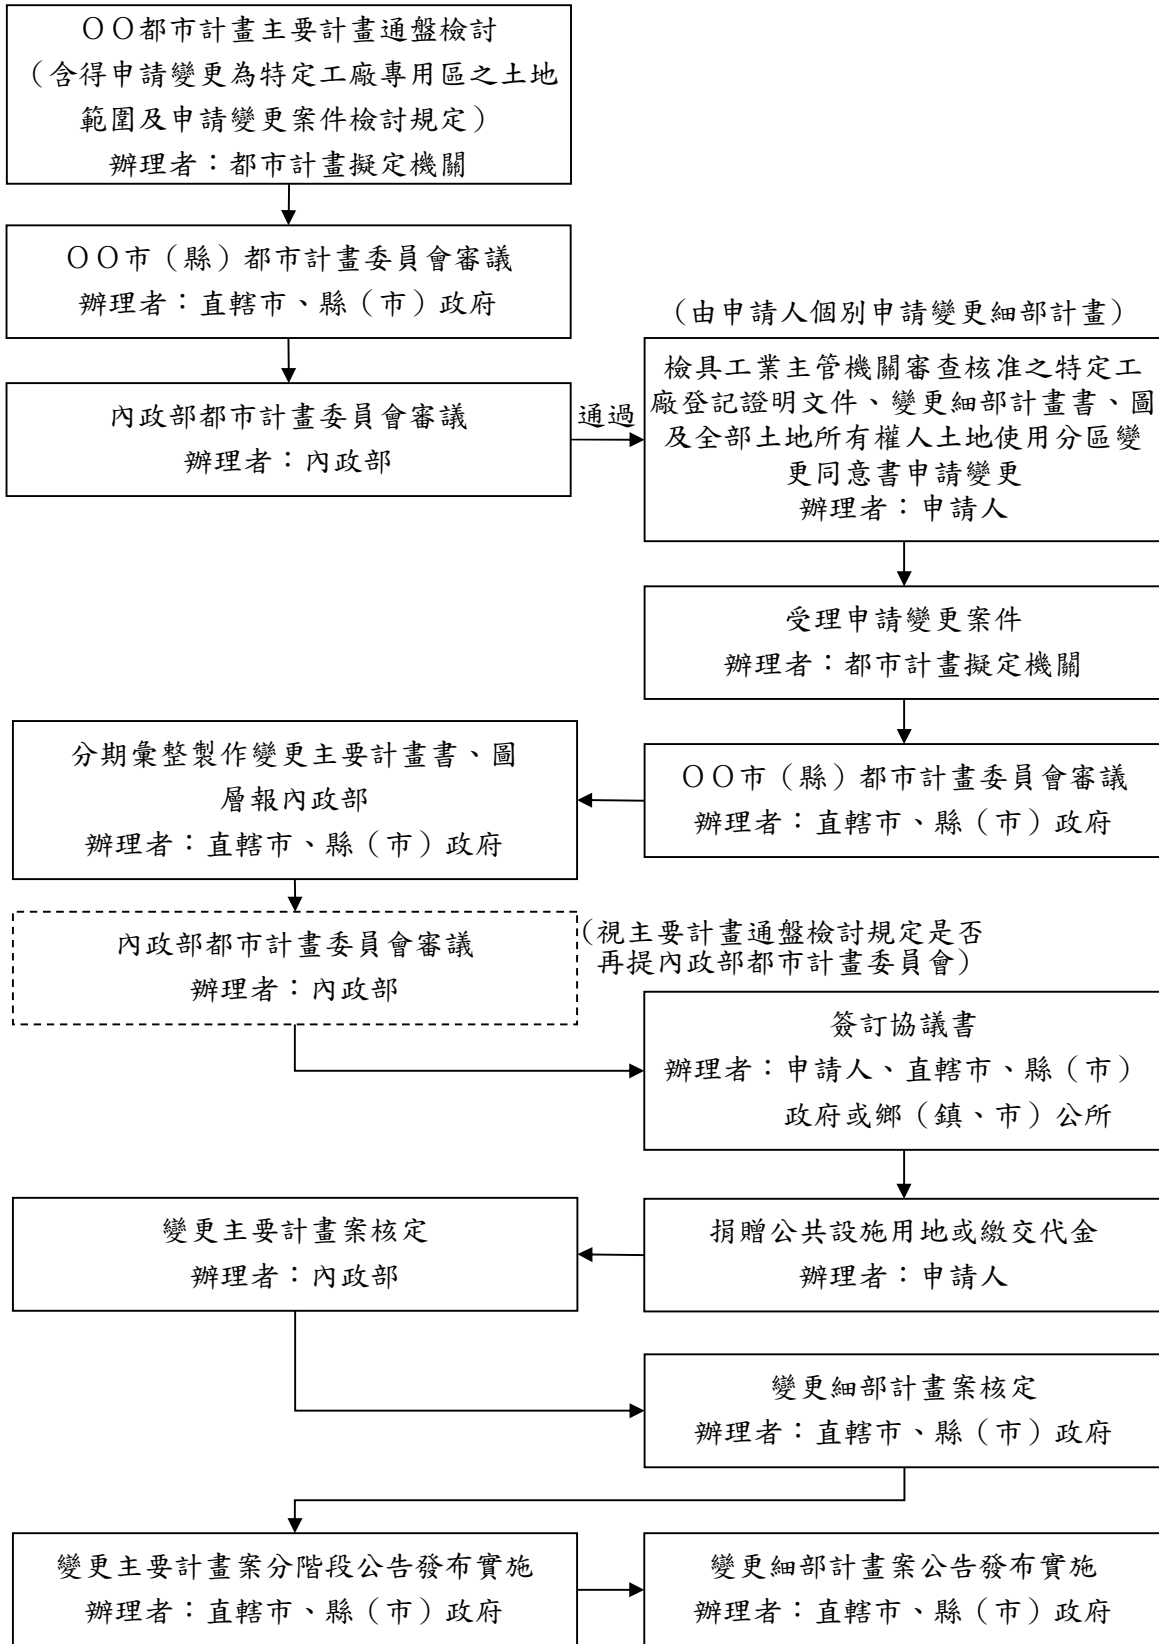 〇〇都市計畫主要計畫通盤檢討
（含得申請變更為特定工廠專用區之土地
範圍及申請變更案件檢討規定）
辦理者：都市計畫擬定機關
〇〇市（縣）都市計畫委員會審議
辦理者：直轄市、縣（市）政府
內政部都市計畫委員會審議
辦理者：內政部
通過
（由申請人個別申請變更細部計畫）
檢具工業主管機關審查核准之特定工
廠登記證明文件、變更細部計畫書、圖
及全部土地所有權人土地使用分區變
更同意書申請變更
辦理者：申請人
受理申請變更案件
辦理者：都市計畫擬定機關
〇〇市（縣）都市計畫委員會審議
辦理者：直轄市、縣（市）政府
分期彙整製作變更主要計畫書、圖
層報內政部
辦理者：直轄市、縣（市）政府
內政部都市計畫委員會審議
辦理者：內政部
（視主要計畫通盤檢討規定是否
再提內政部都市計畫委員會）
簽訂協議書
辦理者：申請人、直轄市、縣（市）
政府或鄉（鎮、市）公所
捐贈公共設施用地或繳交代金
辦理者：申請人
變更主要計畫案核定
辦理者：內政部
變更細部計畫案核定
辦理者：直轄市、縣（市）政府
變更主要計畫案分階段公告發布實施
辦理者：直轄市、縣（市）政府
變更細部計畫案公告發布實施
辦理者：直轄市、縣（市）政府